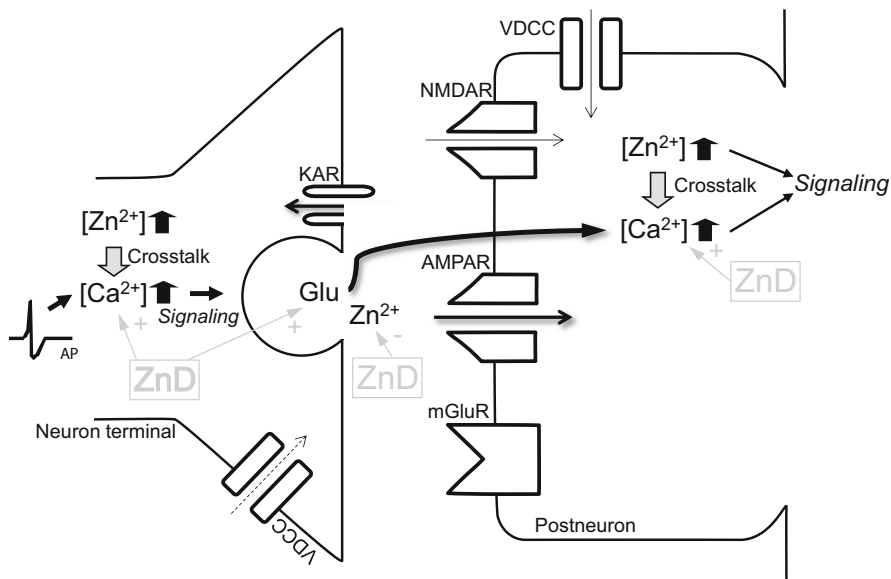 VDCC
NMDAR
KAR
[Zn²⁺]
Crosstalk
[Ca²⁺]
Signaling
AP
+
ZnD
Glu
+
Zn²⁺
-
ZnD
Neuron terminal
VDCC
AMPAR
mGluR
[Zn²⁺]
Crosstalk
[Ca²⁺]
Signaling
+
ZnD
Postneuron